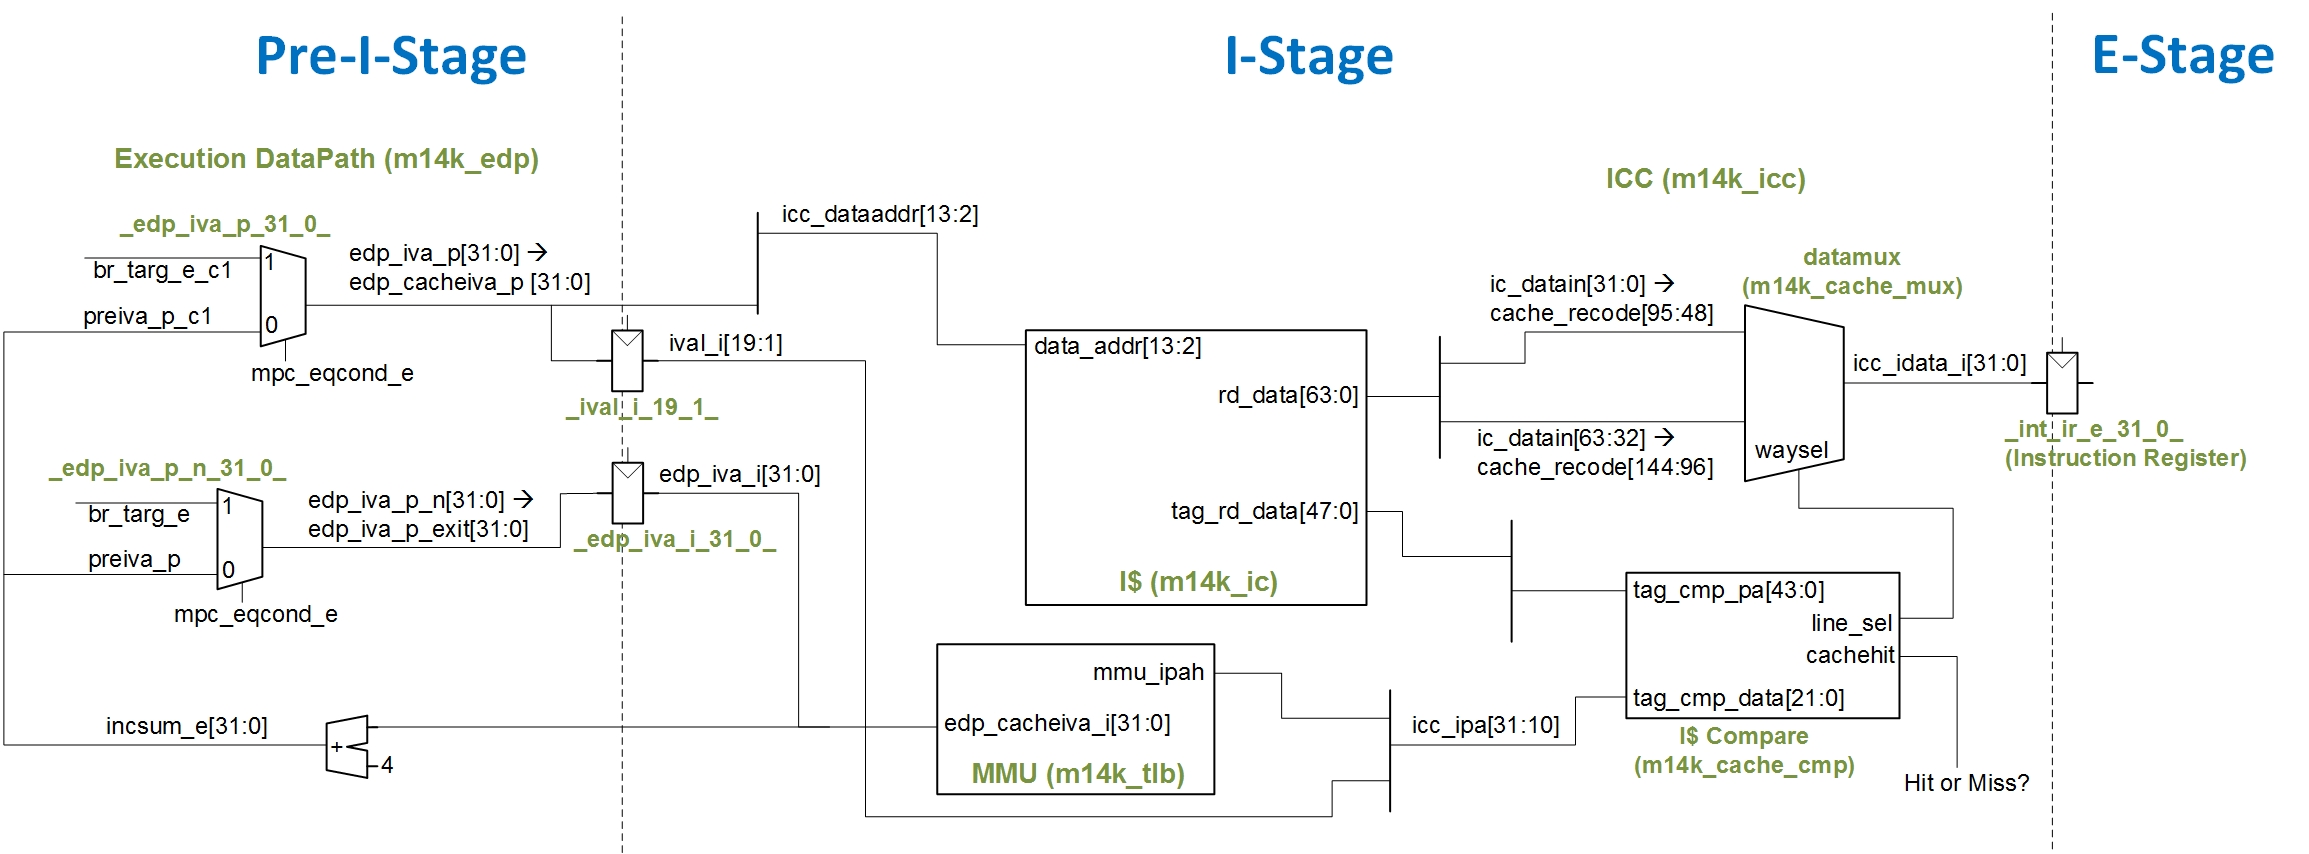 Pre-I-Stage
I-Stage
E-Stage
Execution DataPath (m14k_edp)
_edp_iva_p_31_0_
br_targ_e_c1
1
preiva_p_c1
0
mpc_eqcond_e
edp_iva_p[31:0] →
edp_cacheiva_p [31:0]
ival_i[19:1]
_ival_i_19_1_
_edp_iva_p_n_31_0_
br_targ_e
1
preiva_p
0
mpc_eqcond_e
edp_iva_p_n[31:0] →
edp_iva_p_exit[31:0]
edp_iva_i[31:0]
_edp_iva_i_31_0_
incsum_e[31:0]
+
4
icc_dataaddr[13:2]
data_addr[13:2]
rd_data[63:0]
tag_rd_data[47:0]
I$ (m14k_ic)
mmu_ipah
edp_cacheiva_i[31:0]
MMU (m14k_tlb)
ICC (m14k_icc)
ic_datain[31:0] →
cache_recode[95:48]
ic_datain[63:32] →
cache_recode[144:96]
datamux
(m14k_cache_mux)
waysel
icc_idata_i[31:0]
_int_ir_e_31_0_
(Instruction Register)
tag_cmp_pa[43:0]
line_sel
cachehit
tag_cmp_data[21:0]
icc_ipa[31:10]
I$ Compare
(m14k_cache_cmp)
Hit or Miss?